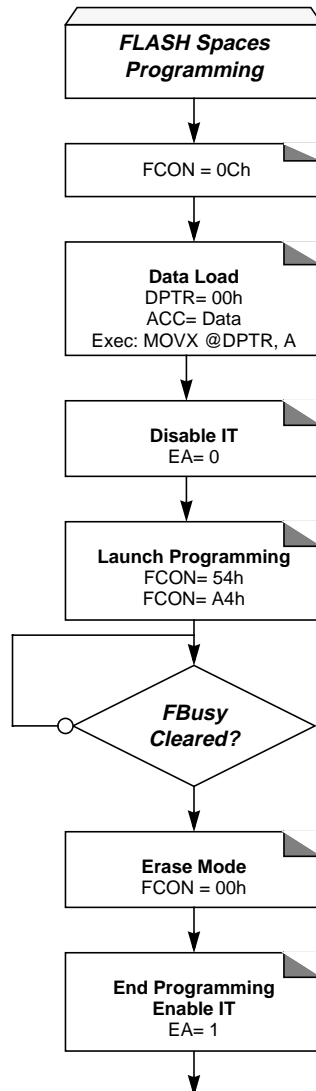 FLASH Spaces
Programming
FCON = 0Ch
Data Load
DPTR= 00h
ACC= Data
Exec: MOVX @DPTR, A
Disable IT
EA= 0
Launch Programming
FCON= 54h
FCON= A4h
FBusy
Cleared?
Erase Mode
FCON = 00h
End Programming
Enable IT
EA= 1